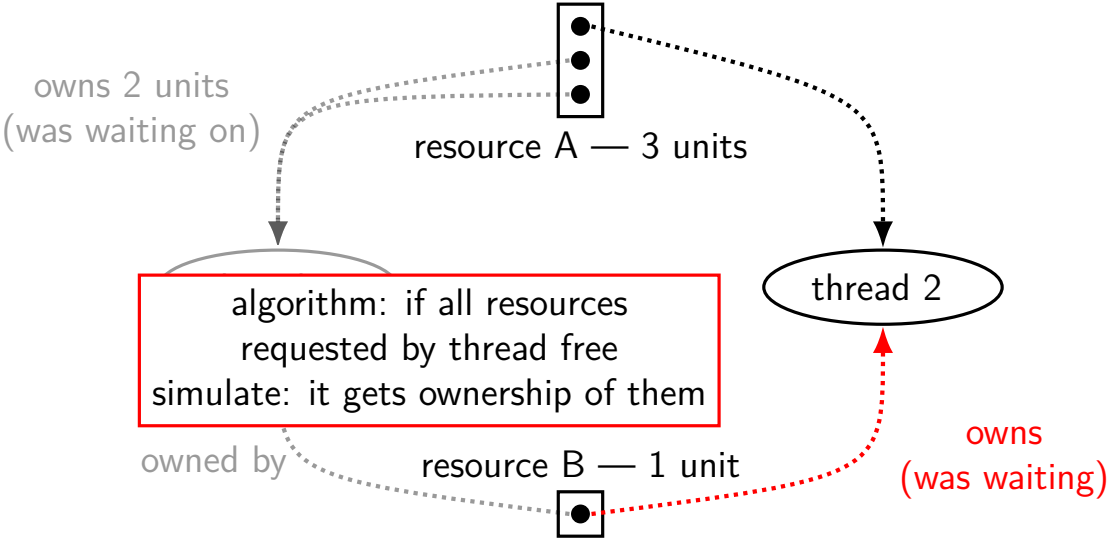 owns 2 units
(was waiting on)
resource A — 3 units
algorithm: if all resources
requested by thread free
simulate: it gets ownership of them
thread 2
owned by
resource B — 1 unit
owns
(was waiting)